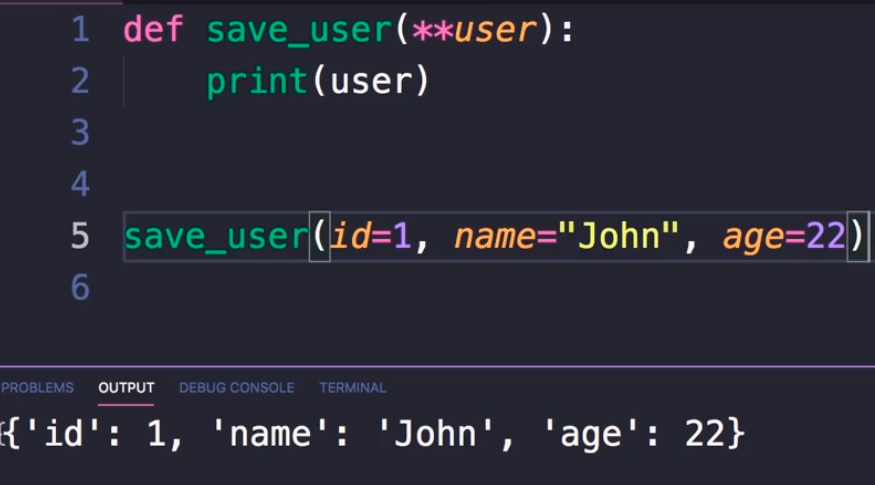 1 def save_user(**user):
2     print(user)
3
4
5 save_user(id=1, name="John", age=22)
6
PROBLEMS OUTPUT DEBUG CONSOLE TERMINAL
{'id': 1, 'name': 'John', 'age': 22}